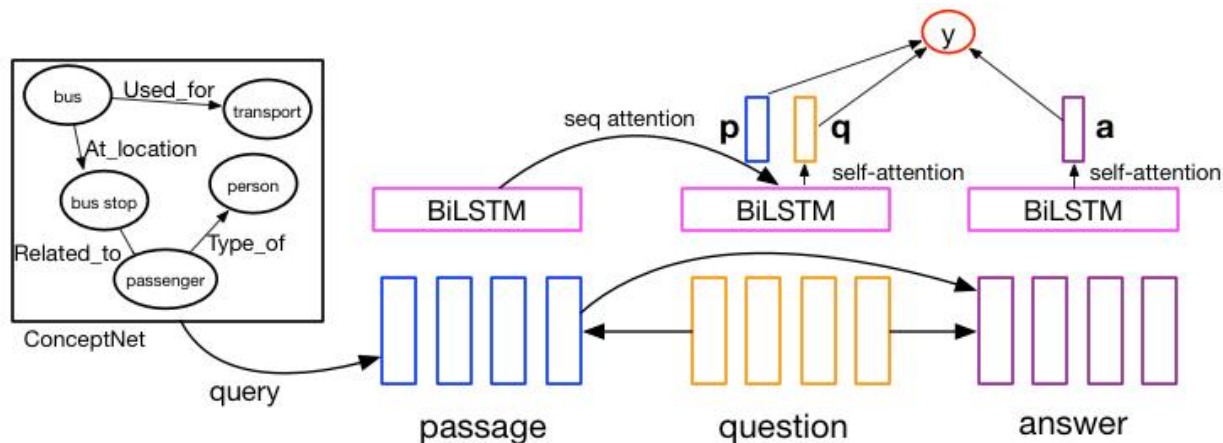 y
bus
Used_for
transport
At_location
person
bus stop
Related_to
Type_of
passenger
ConceptNet
query
seq attention
p
q
a
self-attention
self-attention
BiLSTM
BiLSTM
BiLSTM
passage
question
answer